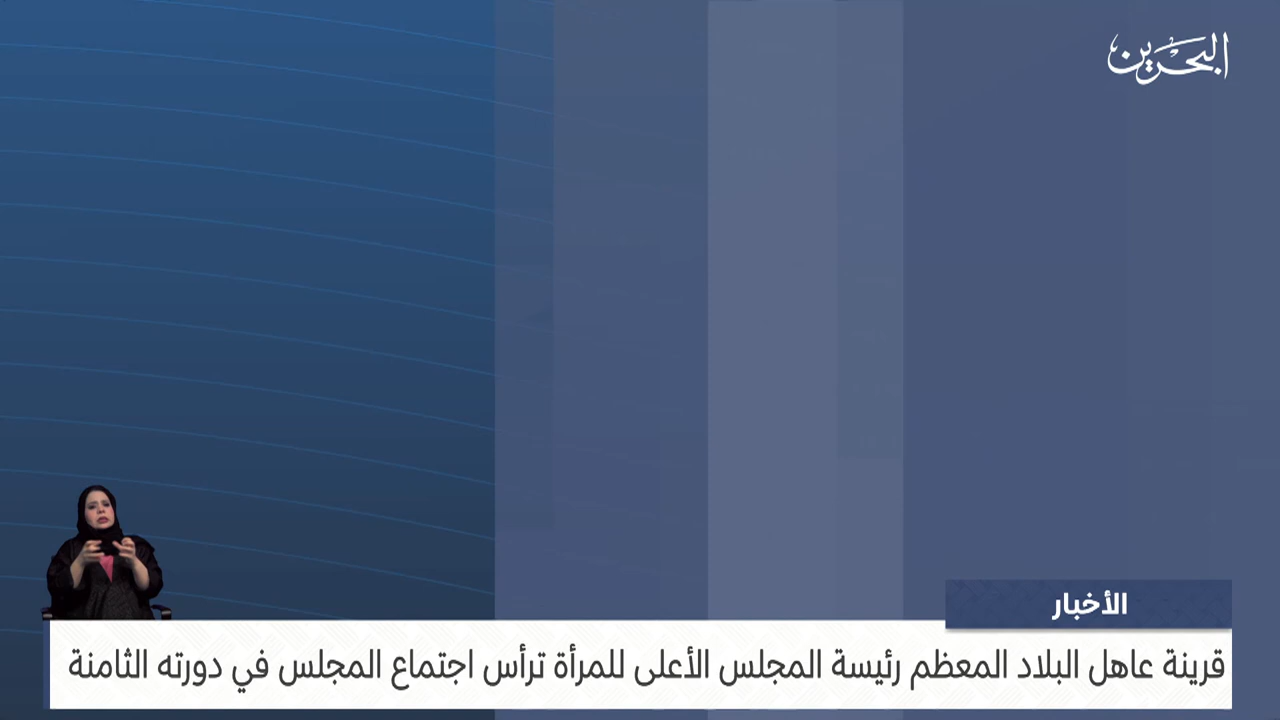 البحرين
الأخبار
قرينة عاهل البلاد المعظم رئيسة المجلس الأعلى للمرأة ترأس اجتماع المجلس في دورته الثامنة